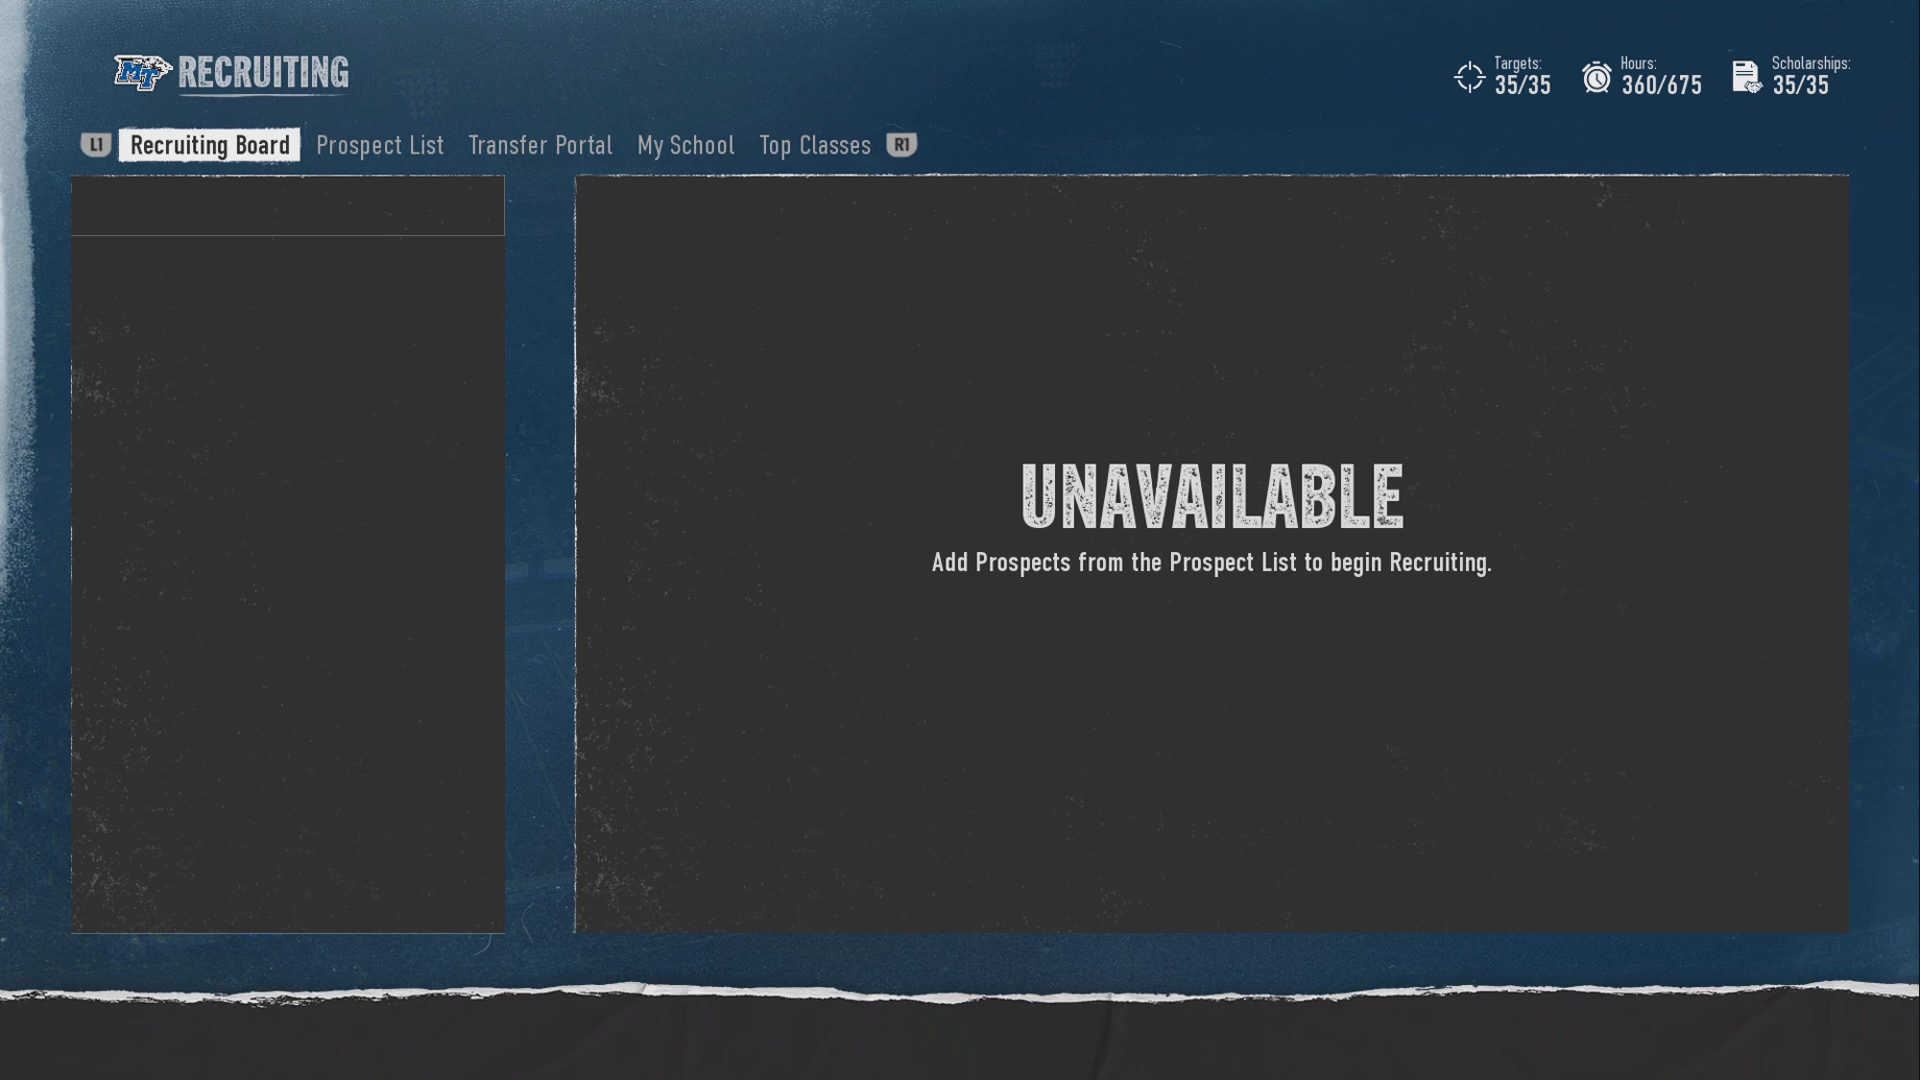 MT RECRUITING
Targets: 35/35
Hours: 360/675
Scholarships: 35/35
L1 Recruiting Board Prospect List Transfer Portal My School Top Classes R1
UNAVAILABLE
Add Prospects from the Prospect List to begin Recruiting.